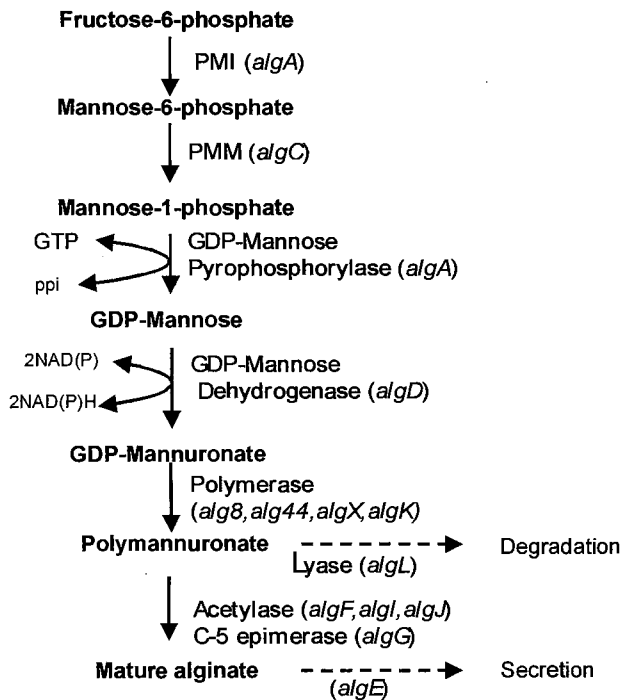 Fructose-6-phosphate
PMI (algA)
Mannose-6-phosphate
PMM (algC)
Mannose-1-phosphate
GTP
GDP-Mannose
Pyrophosphorylase (algA)
ppi
GDP-Mannose
2NAD(P)
GDP-Mannose
Dehydrogenase (algD)
2NAD(P)H
GDP-Mannuronate
Polymerase
(alg8,alg44,algX,algK)
Polymannuronate
Degradation
Lyase (algL)
Acetylase (algF,algI,algJ)
C-5 epimerase (algG)
Mature alginate
Secretion
(algE)